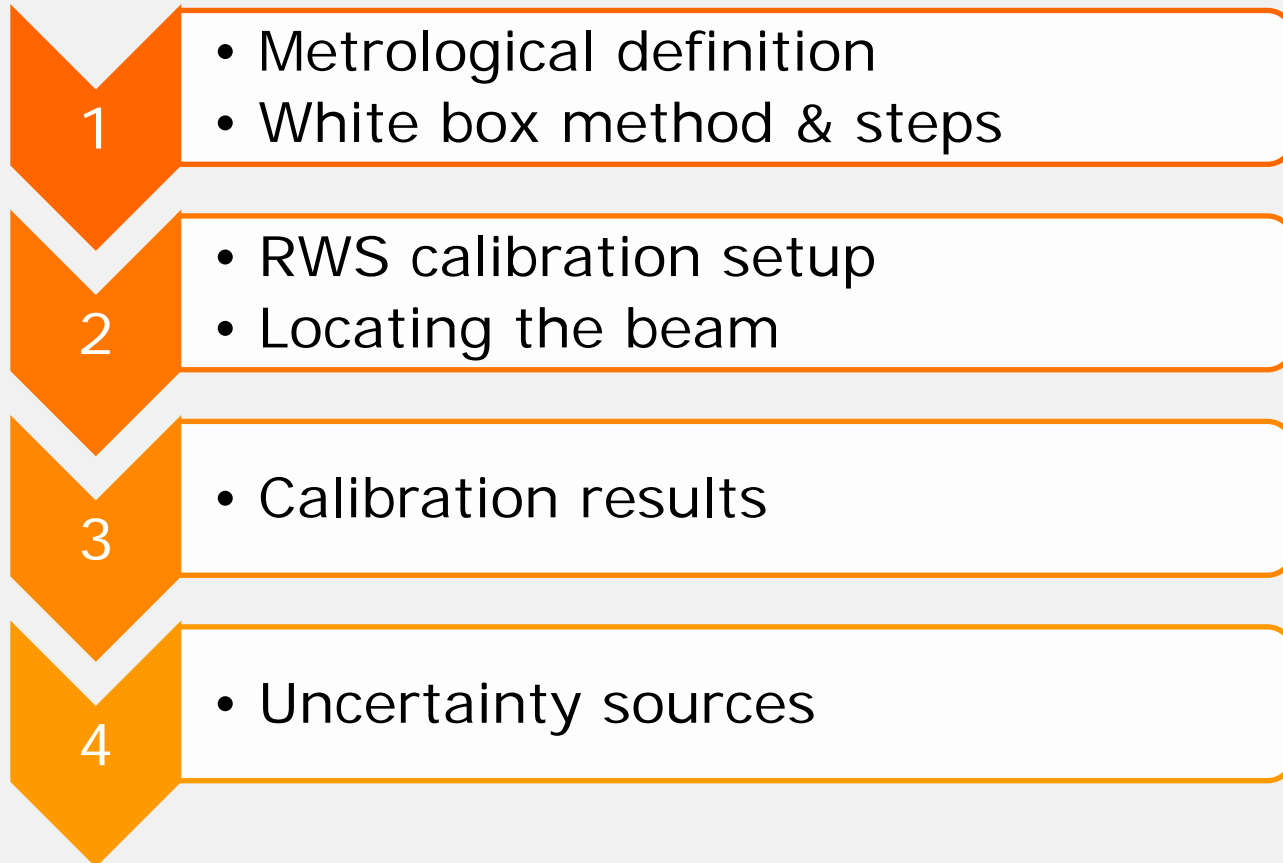 1
• Metrological definition
• White box method & steps
2
• RWS calibration setup
• Locating the beam
3
• Calibration results
4
• Uncertainty sources